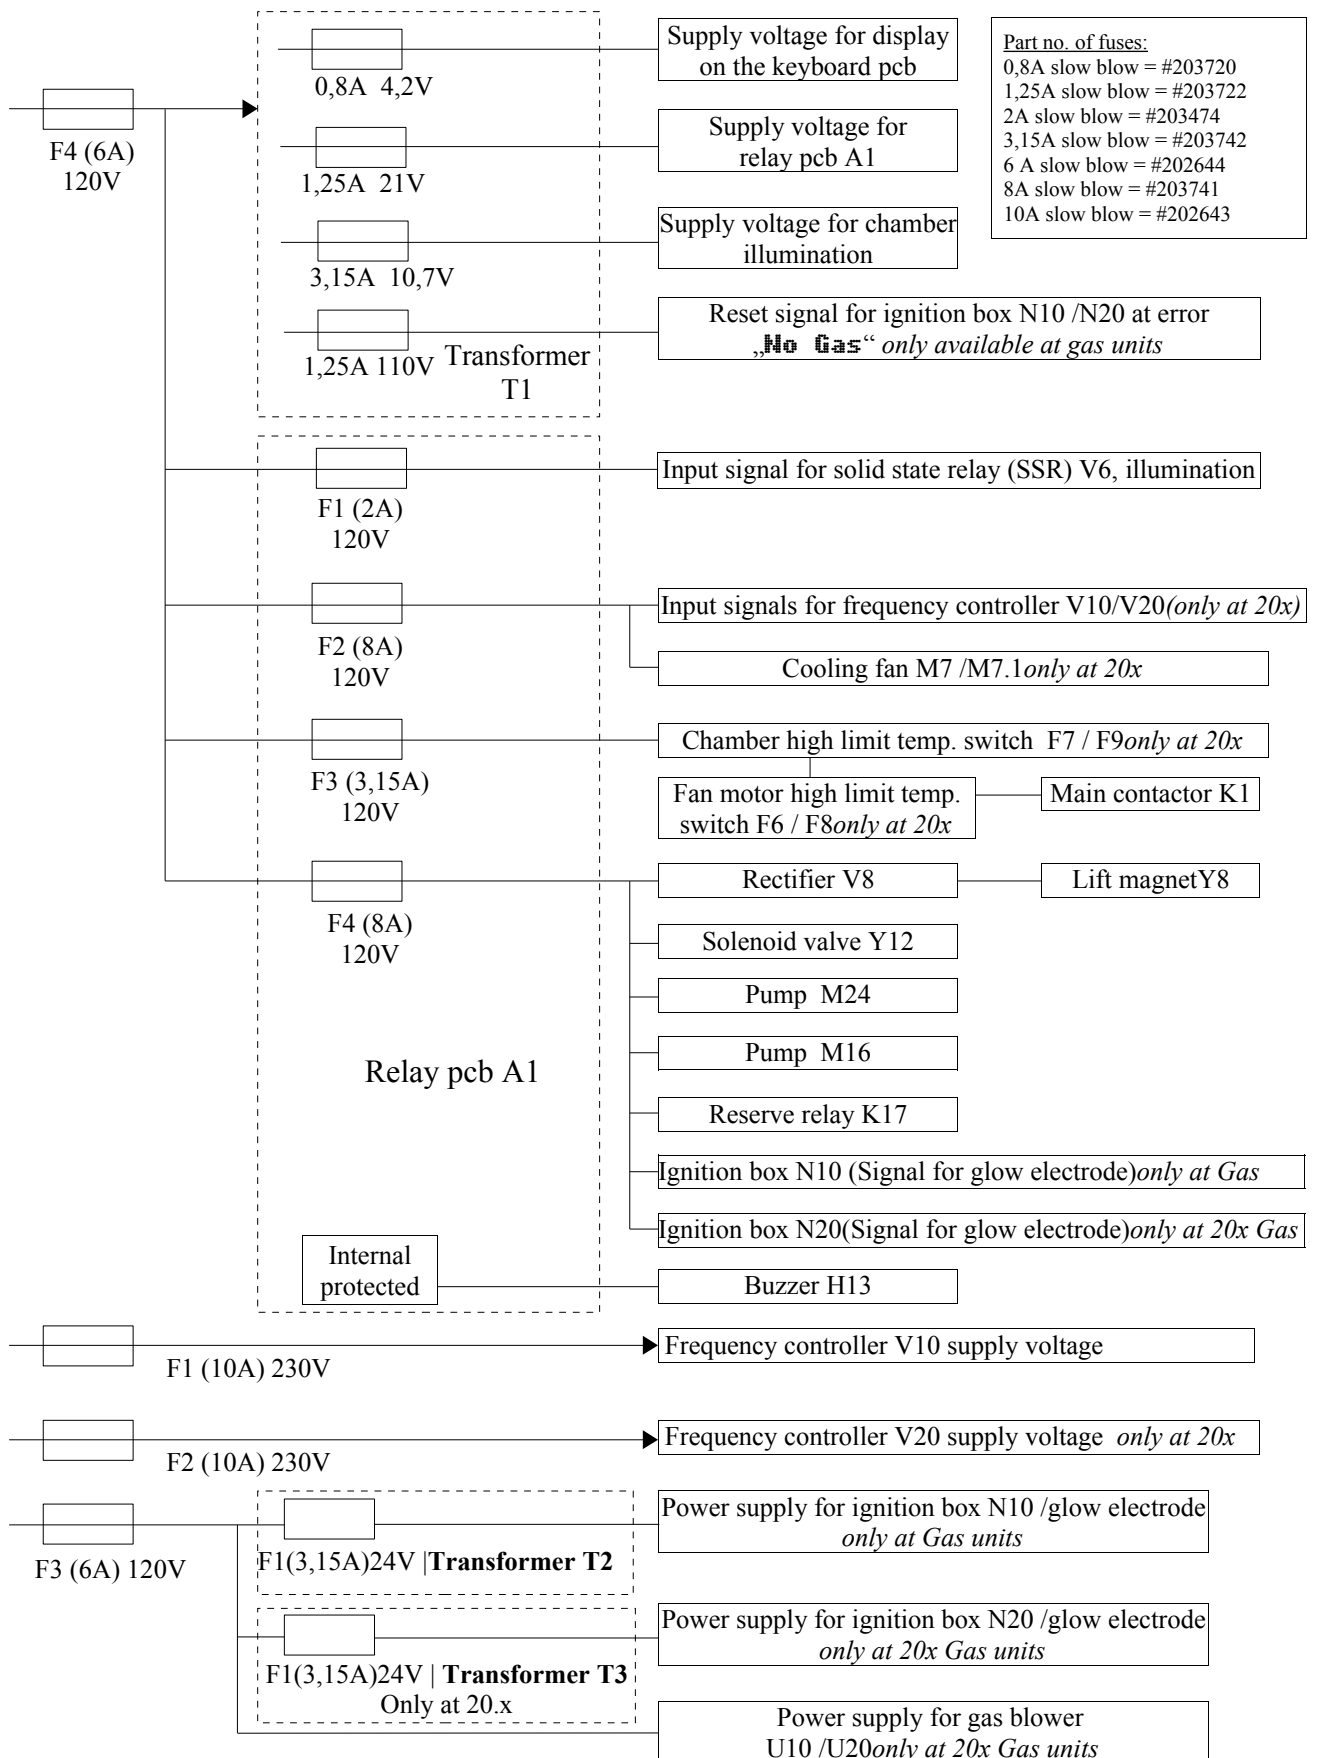 Supply voltage for display
on the keyboard pcb
0,8A  4,2V
Part no. of fuses:
0,8A slow blow = #203720
1,25A slow blow = #203722
2A slow blow = #203474
3,15A slow blow = #203742
6 A slow blow = #202644
8A slow blow = #203741
10A slow blow = #202643
F4 (6A)
120V
Supply voltage for
relay pcb A1
1,25A  21V
Supply voltage for chamber
illumination
3,15A  10,7V
Reset signal for ignition box N10 /N20 at error
„No Gas“ only available at gas units
1,25A 110V
Transformer
T1
Input signal for solid state relay (SSR) V6, illumination
F1 (2A)
120V
Input signals for frequency controller V10/V20(only at 20x)
F2 (8A)
120V
Cooling fan M7 /M7.1only at 20x
Chamber high limit temp. switch  F7 / F9only at 20x
F3 (3,15A)
120V
Fan motor high limit temp.
switch F6 / F8only at 20x
Main contactor K1
Rectifier V8
Lift magnetY8
F4 (8A)
120V
Solenoid valve Y12
Pump  M24
Pump  M16
Relay pcb A1
Reserve relay K17
Ignition box N10 (Signal for glow electrode)only at Gas
Ignition box N20(Signal for glow electrode)only at 20x Gas
Internal
protected
Buzzer H13
Frequency controller V10 supply voltage
F1 (10A) 230V
Frequency controller V20 supply voltage  only at 20x
F2 (10A) 230V
Power supply for ignition box N10 /glow electrode
only at Gas units
F3 (6A) 120V
F1(3,15A)24V |Transformer T2
Power supply for ignition box N20 /glow electrode
only at 20x Gas units
F1(3,15A)24V | Transformer T3
Only at 20.x
Power supply for gas blower
U10 /U20only at 20x Gas units